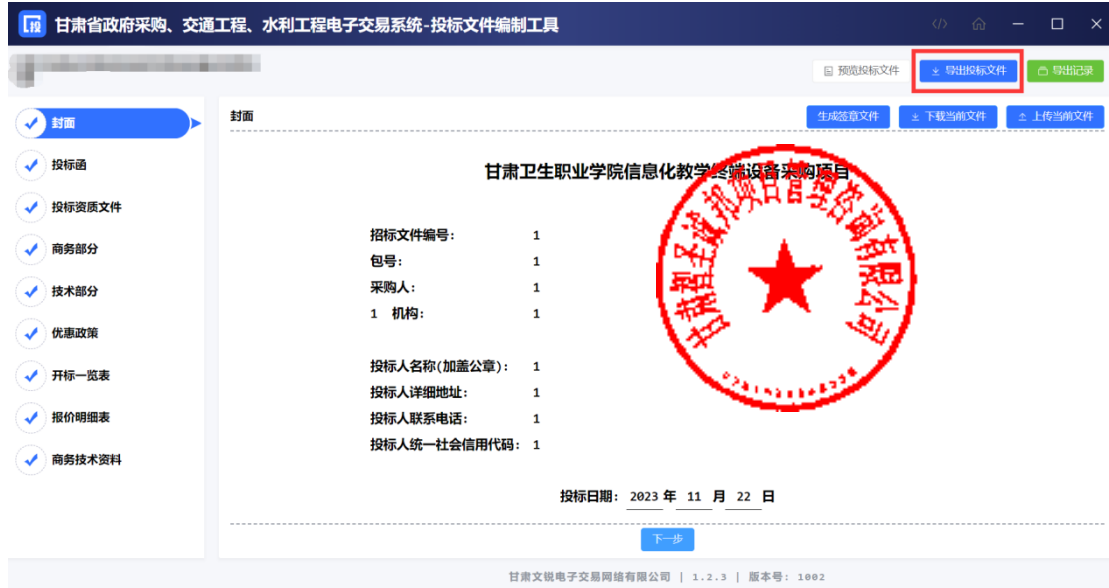 投 甘肃省政府采购、交通工程、水利工程电子交易系统-投标文件编制工具
预览投标文件 导出投标文件 导出记录
封面
投标函
投标资质文件
商务部分
技术部分
优惠政策
开标一览表
报价明细表
商务技术资料
封面 生成签章文件 下载当前文件 上传当前文件
甘肃卫生职业学院信息化教学终端设备采购项目
招标文件编号: 1
包号: 1
采购人: 1
1 机构: 1
投标人名称(加盖公章): 1
投标人详细地址: 1
投标人联系电话: 1
投标人统一社会信用代码: 1
投标日期: 2023 年 11 月 22 日
下一步
甘肃文锐电子交易网络有限公司 | 1.2.3 | 版本号: 1002